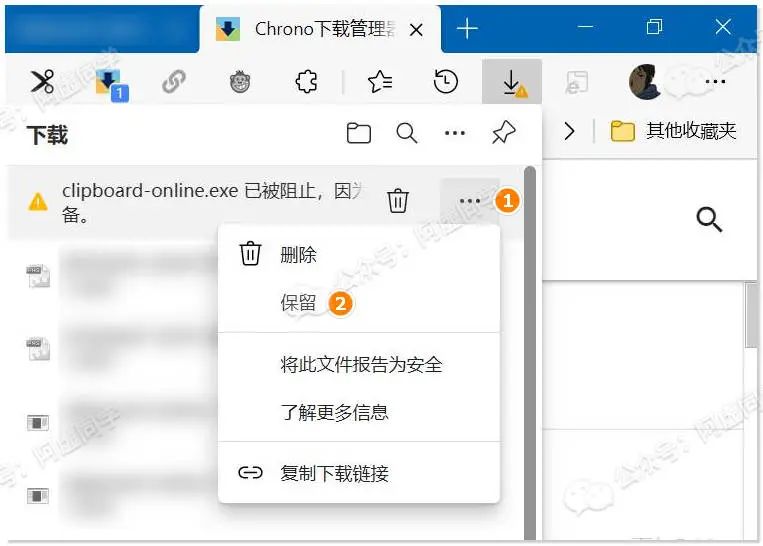 Chrono下载管理器
1
下载
其他收藏夹
clipboard-online.exe 已被阻止，因为
备。
1
删除
保留 2
将此文件报告为安全
了解更多信息
复制下载链接
公众号：阿虚同学